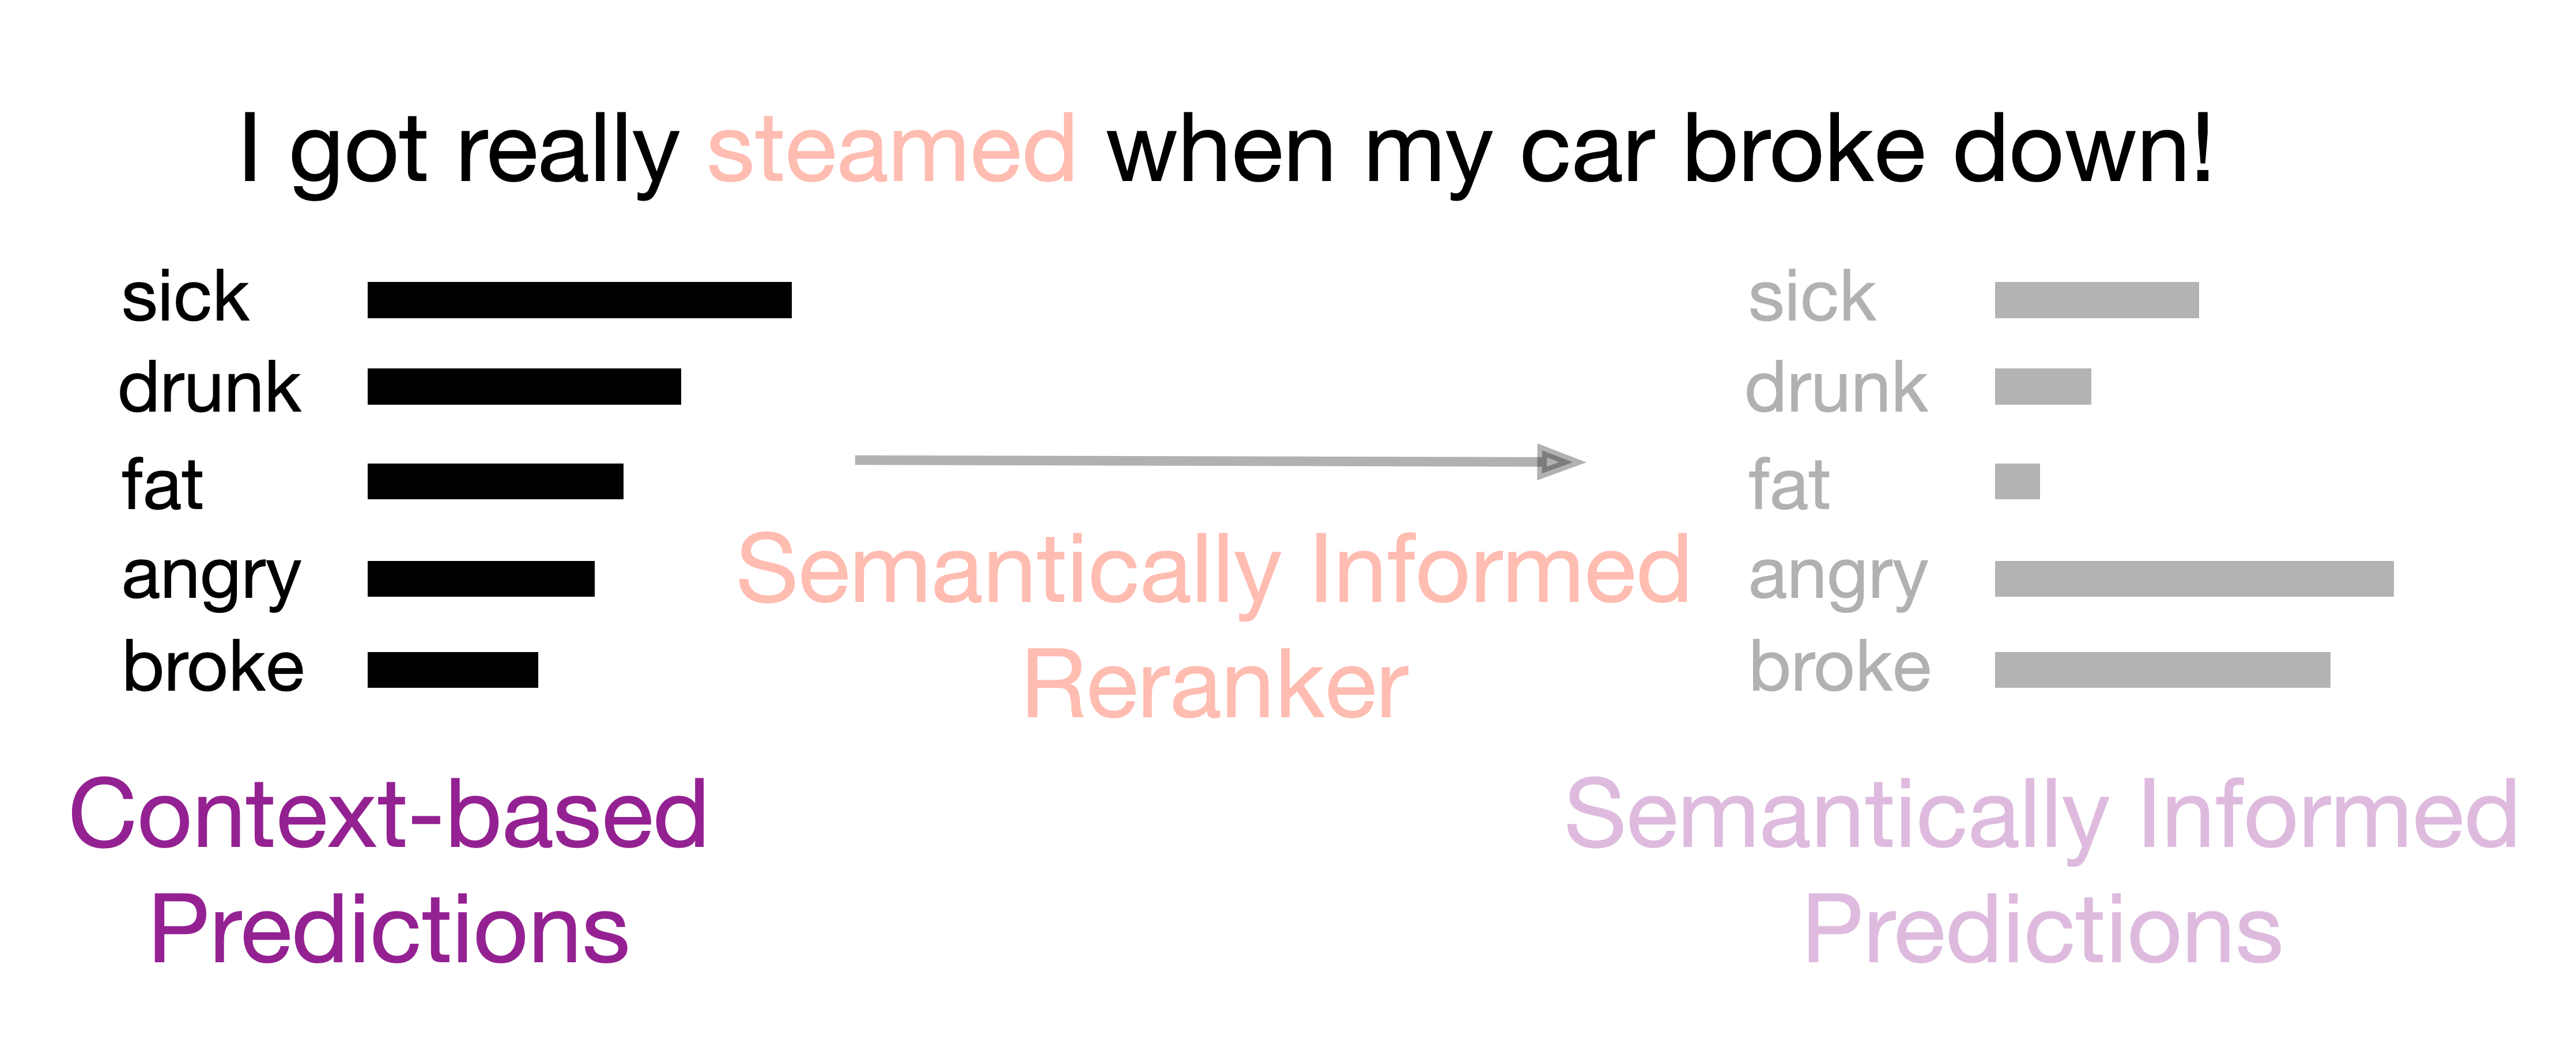 I got really steamed when my car broke down!
sick
drunk
fat
angry
broke
Semantically Informed
Reranker
sick
drunk
fat
angry
broke
Context-based
Predictions
Semantically Informed
Predictions